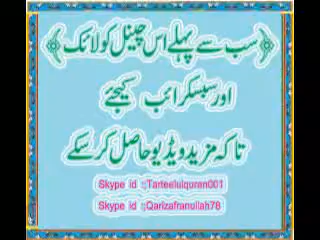 ﴿سب سے پہلے اس چینل کو لائک﴾
اور سبسکرائب کیجئے
تاکہ مزید ویڈیو حاصل کر سکے
Skype id :;Tarteelulquran001
Skype id :;Qarizafranullah78